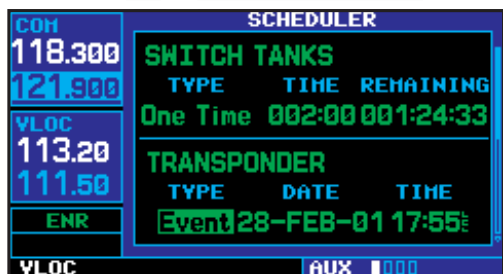 COM
118.300
121.900
VLOC
113.20
111.50
ENR
VLOC
SCHEDULER
SWITCH TANKS
TYPE TIME REMAINING
One Time 002:00 001:24:33
TRANSPONDER
TYPE DATE TIME
Event 28-FEB-01 17:55
AUX